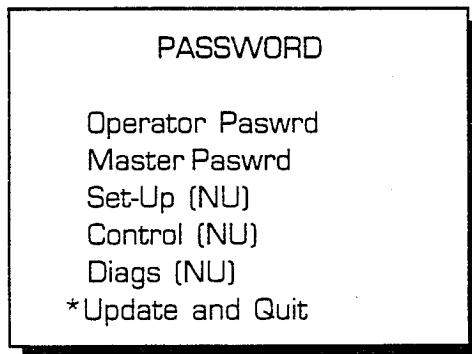 PASSWORD
Operator Paswrd
Master Paswrd
Set-Up (NU)
Control (NU)
Diags (NU)
*Update and Quit